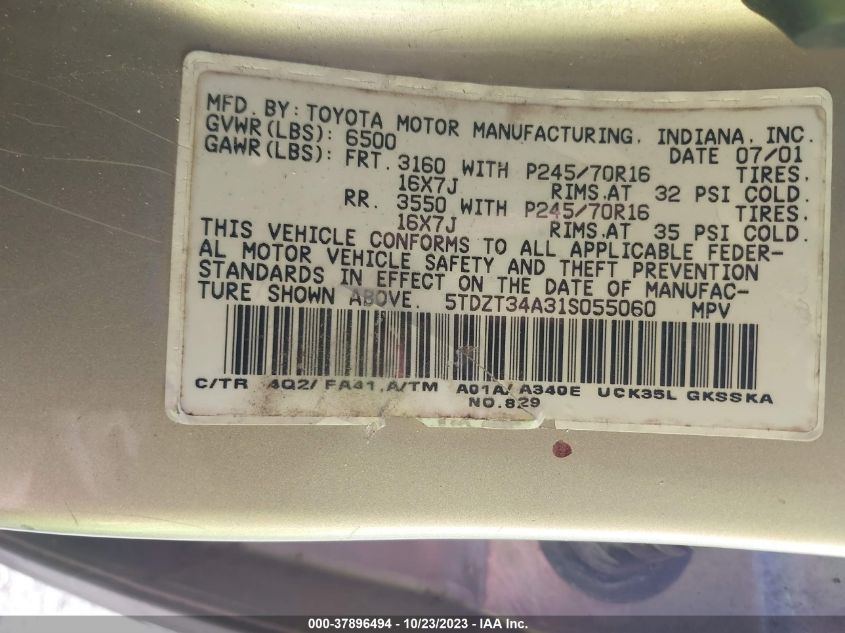 MFD. BY: TOYOTA MOTOR MANUFACTURING, INDIANA, INC.
GVWR(LBS): 6500 DATE 07/01
GAWR(LBS): FRT. 3160 WITH P245/70R16 TIRES.
16X7J RIMS.AT 32 PSI COLD.
RR. 3550 WITH P245/70R16 TIRES.
16X7J RIMS.AT 35 PSI COLD.
THIS VEHICLE CONFORMS TO ALL APPLICABLE FEDER-
AL MOTOR VEHICLE SAFETY AND THEFT PREVENTION
STANDARDS IN EFFECT ON THE DATE OF MANUFAC-
TURE SHOWN ABOVE. 5TDZT34A31S055060 MPV
C/TR 4Q2/ FA41,A/TM A01A/ A340E UCK35L GKSSKA
NO.829
000-37896494 - 10/23/2023 - IAA Inc.